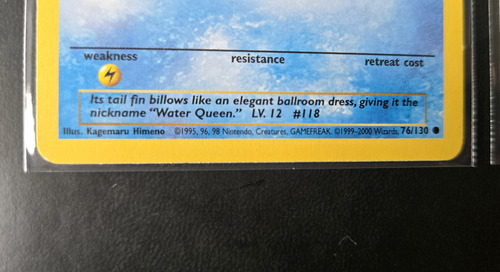 weakness resistance retreat cost
Its tail fin billows like an elegant ballroom dress, giving it the
nickname “Water Queen.” LV. 12 #118
Illus. Kagemaru Himeno ©1995, 96, 98 Nintendo, Creatures, GAMEFREAK. ©1999-2000 Wizards. 76/130